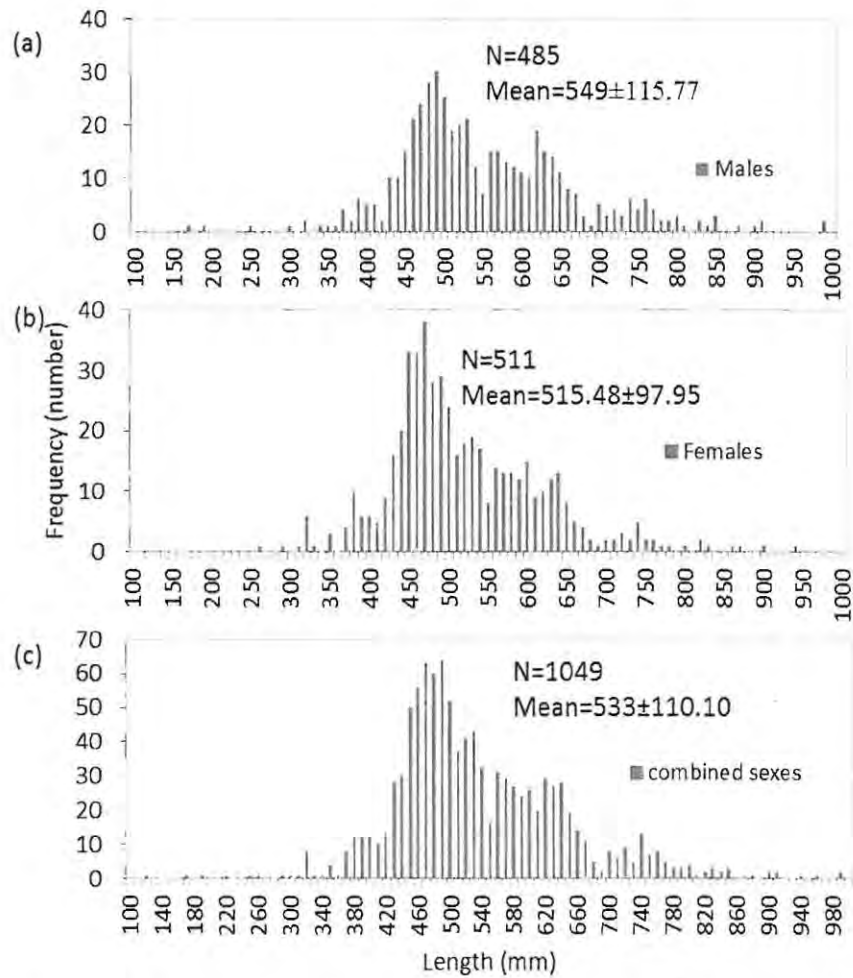 (a)
40
30
20
10
0
N=485
Mean=549±115.77
Males
100 150 200 250 300 350 400 450 500 550 600 650 700 750 800 850 900 950 1000
(b)
Frequency (number)
40
30
20
10
0
N=511
Mean=515.48±97.95
Females
100 150 200 250 300 350 400 450 500 550 600 650 700 750 800 850 900 950 1000
(c)
70
60
50
40
30
20
10
0
N=1049
Mean=533±110.10
combined sexes
100 140 180 220 260 300 340 380 420 460 500 540 580 620 660 700 740 780 820 860 900 940 980
Length (mm)